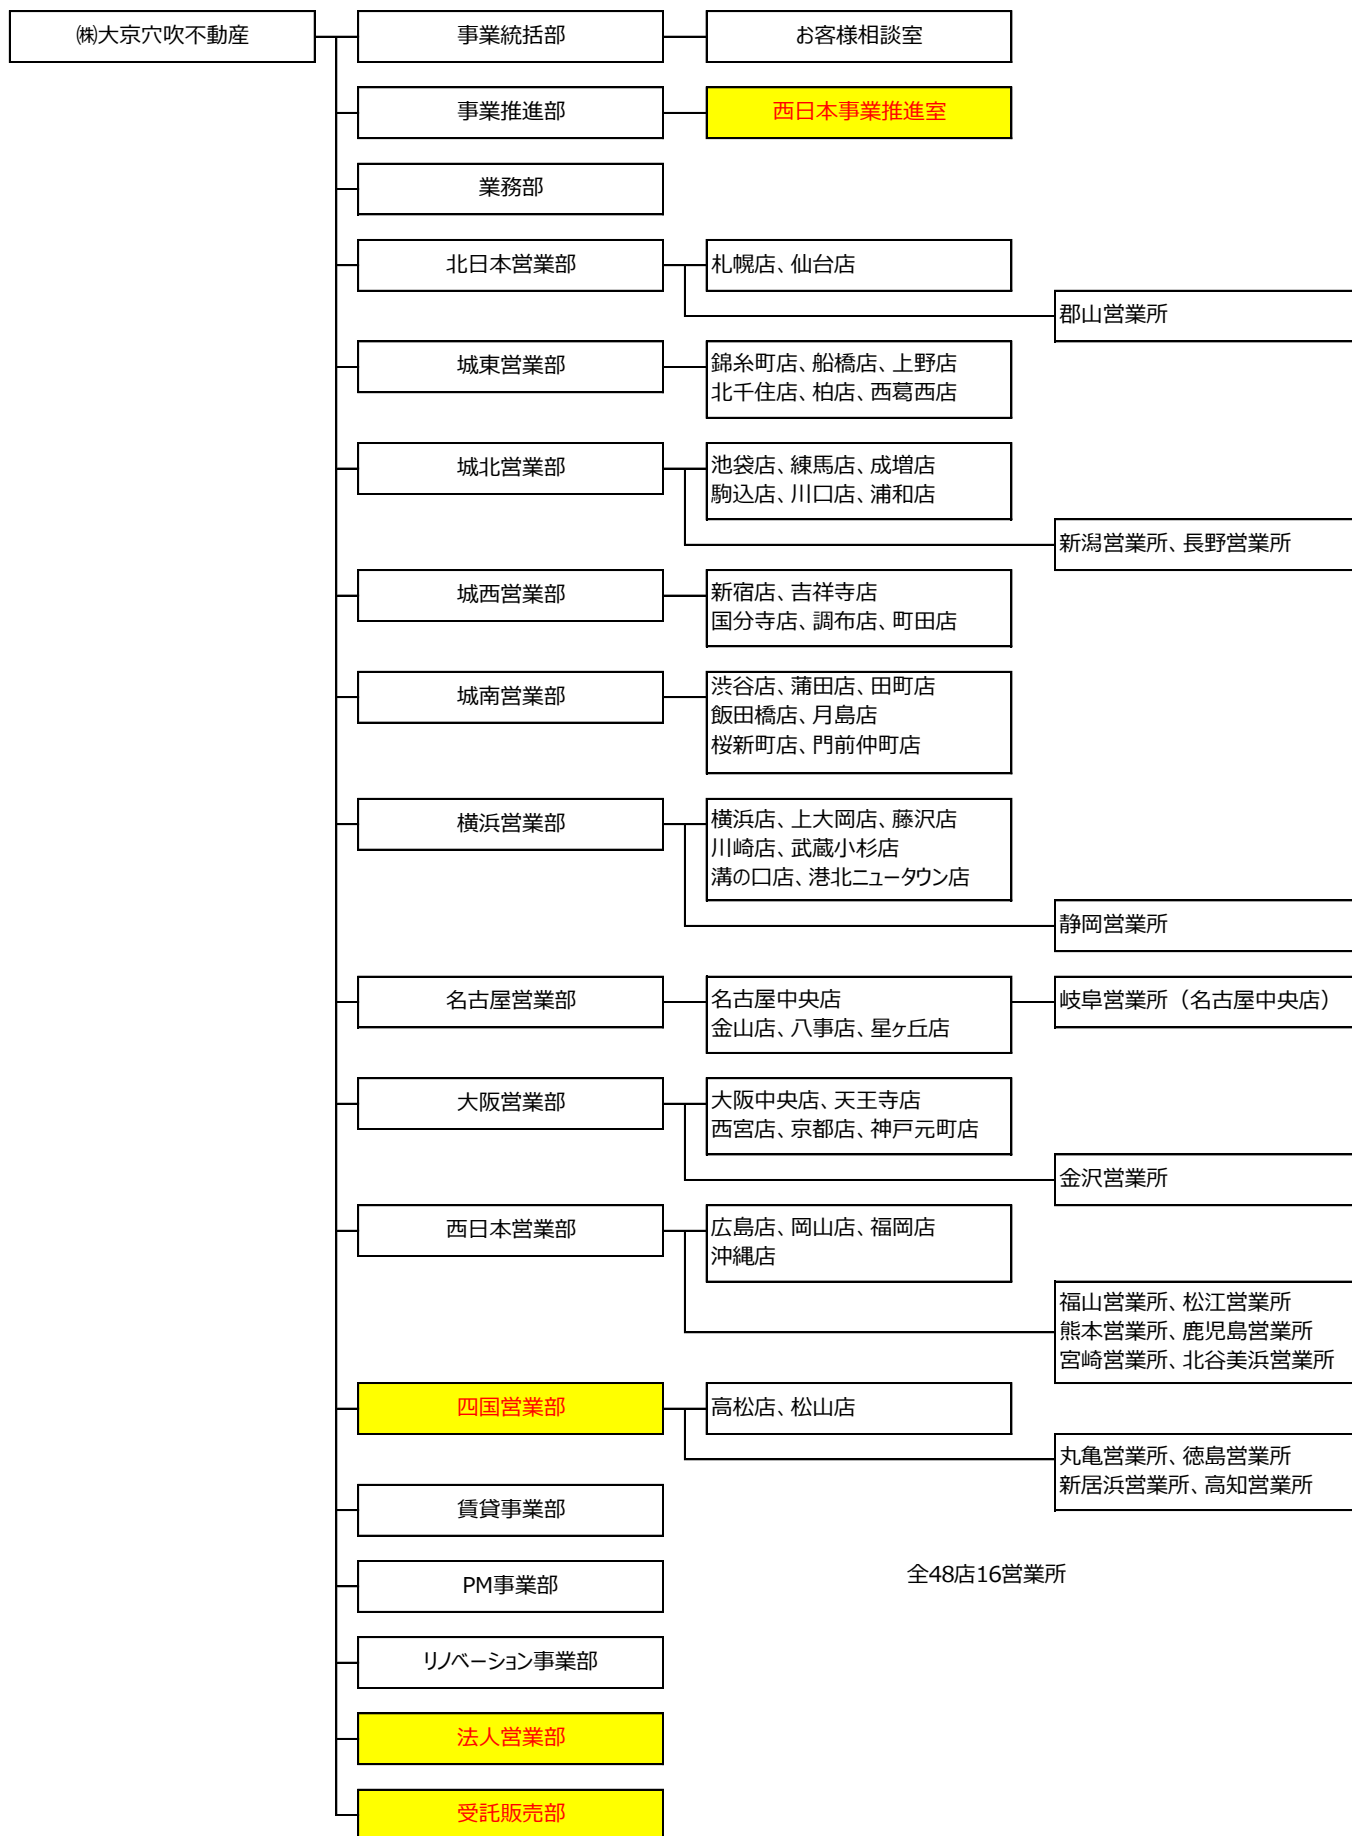 ㈱大京穴吹不動産
事業統括部
お客様相談室
事業推進部
西日本事業推進室
業務部
北日本営業部
札幌店、仙台店
郡山営業所
城東営業部
錦糸町店、船橋店、上野店
北千住店、柏店、西葛西店
城北営業部
池袋店、練馬店、成増店
駒込店、川口店、浦和店
新潟営業所、長野営業所
城西営業部
新宿店、吉祥寺店
国分寺店、調布店、町田店
城南営業部
渋谷店、蒲田店、田町店
飯田橋店、月島店
桜新町店、門前仲町店
横浜営業部
横浜店、上大岡店、藤沢店
川崎店、武蔵小杉店
溝の口店、港北ニュータウン店
静岡営業所
名古屋営業部
名古屋中央店
金山店、八事店、星ヶ丘店
岐阜営業所（名古屋中央店）
大阪営業部
大阪中央店、天王寺店
西宮店、京都店、神戸元町店
金沢営業所
西日本営業部
広島店、岡山店、福岡店
沖縄店
福山営業所、松江営業所
熊本営業所、鹿児島営業所
宮崎営業所、北谷美浜営業所
四国営業部
高松店、松山店
丸亀営業所、徳島営業所
新居浜営業所、高知営業所
賃貸事業部
PM事業部
全48店16営業所
リノベーション事業部
法人営業部
受託販売部